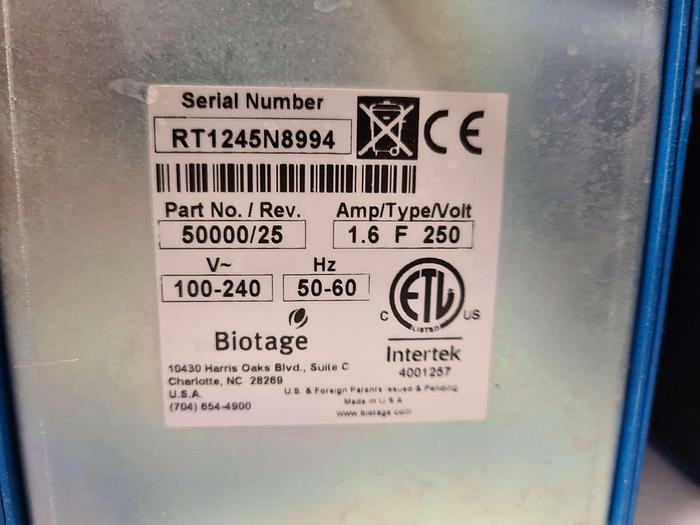 Serial Number
RT1245N8994
CE
Part No. / Rev.
Amp/Type/Volt
50000/25
1.6 F 250
V~
Hz
100-240
50-60
ETL
LISTED
C
US
Biotage
Intertek
4001257
10430 Harris Oaks Blvd., Suite C
Charlotte, NC 28269
U.S.A.
(704) 654-4900
U.S. & Foreign Patents Issued & Pending
Made in U.S.A
www.biotage.com